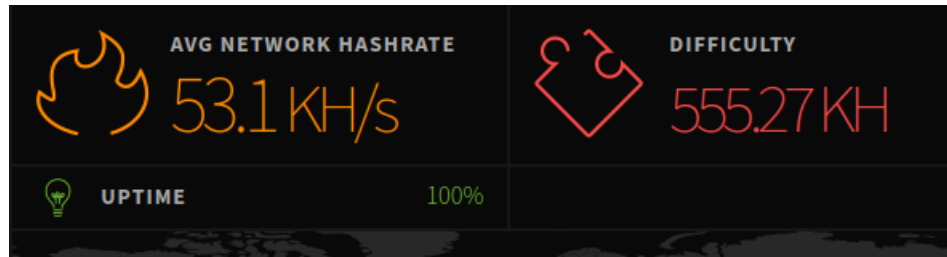 AVG NETWORK HASHRATE
53.1 KH/s
DIFFICULTY
555.27 KH
UPTIME
100%